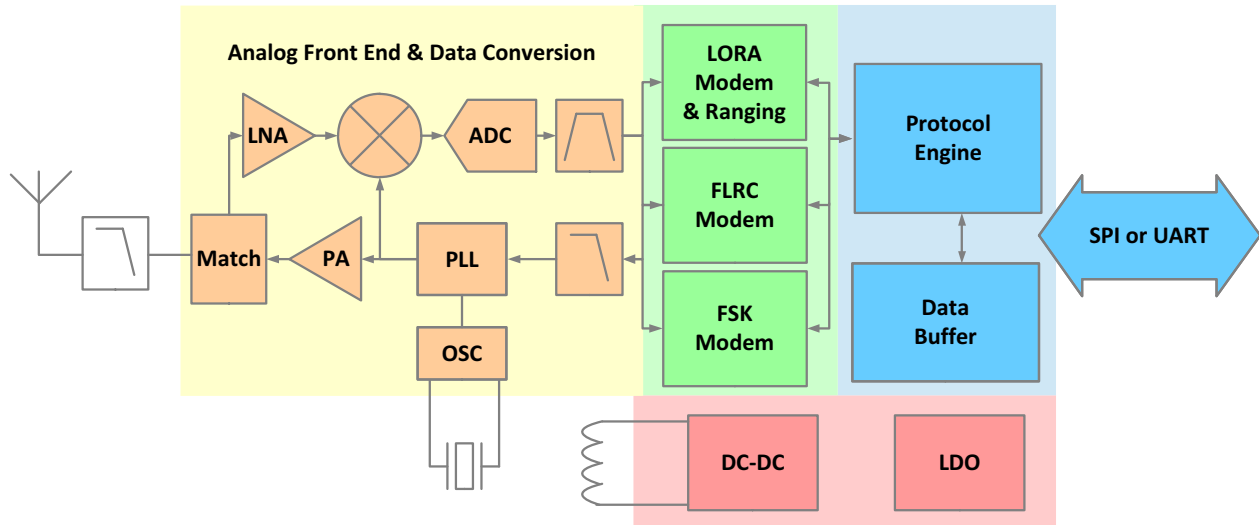 Analog Front End & Data Conversion
LNA
ADC
Match
PA
PLL
OSC
LORA
Modem
& Ranging
FLRC
Modem
FSK
Modem
Protocol
Engine
Data
Buffer
SPI or UART
DC-DC
LDO